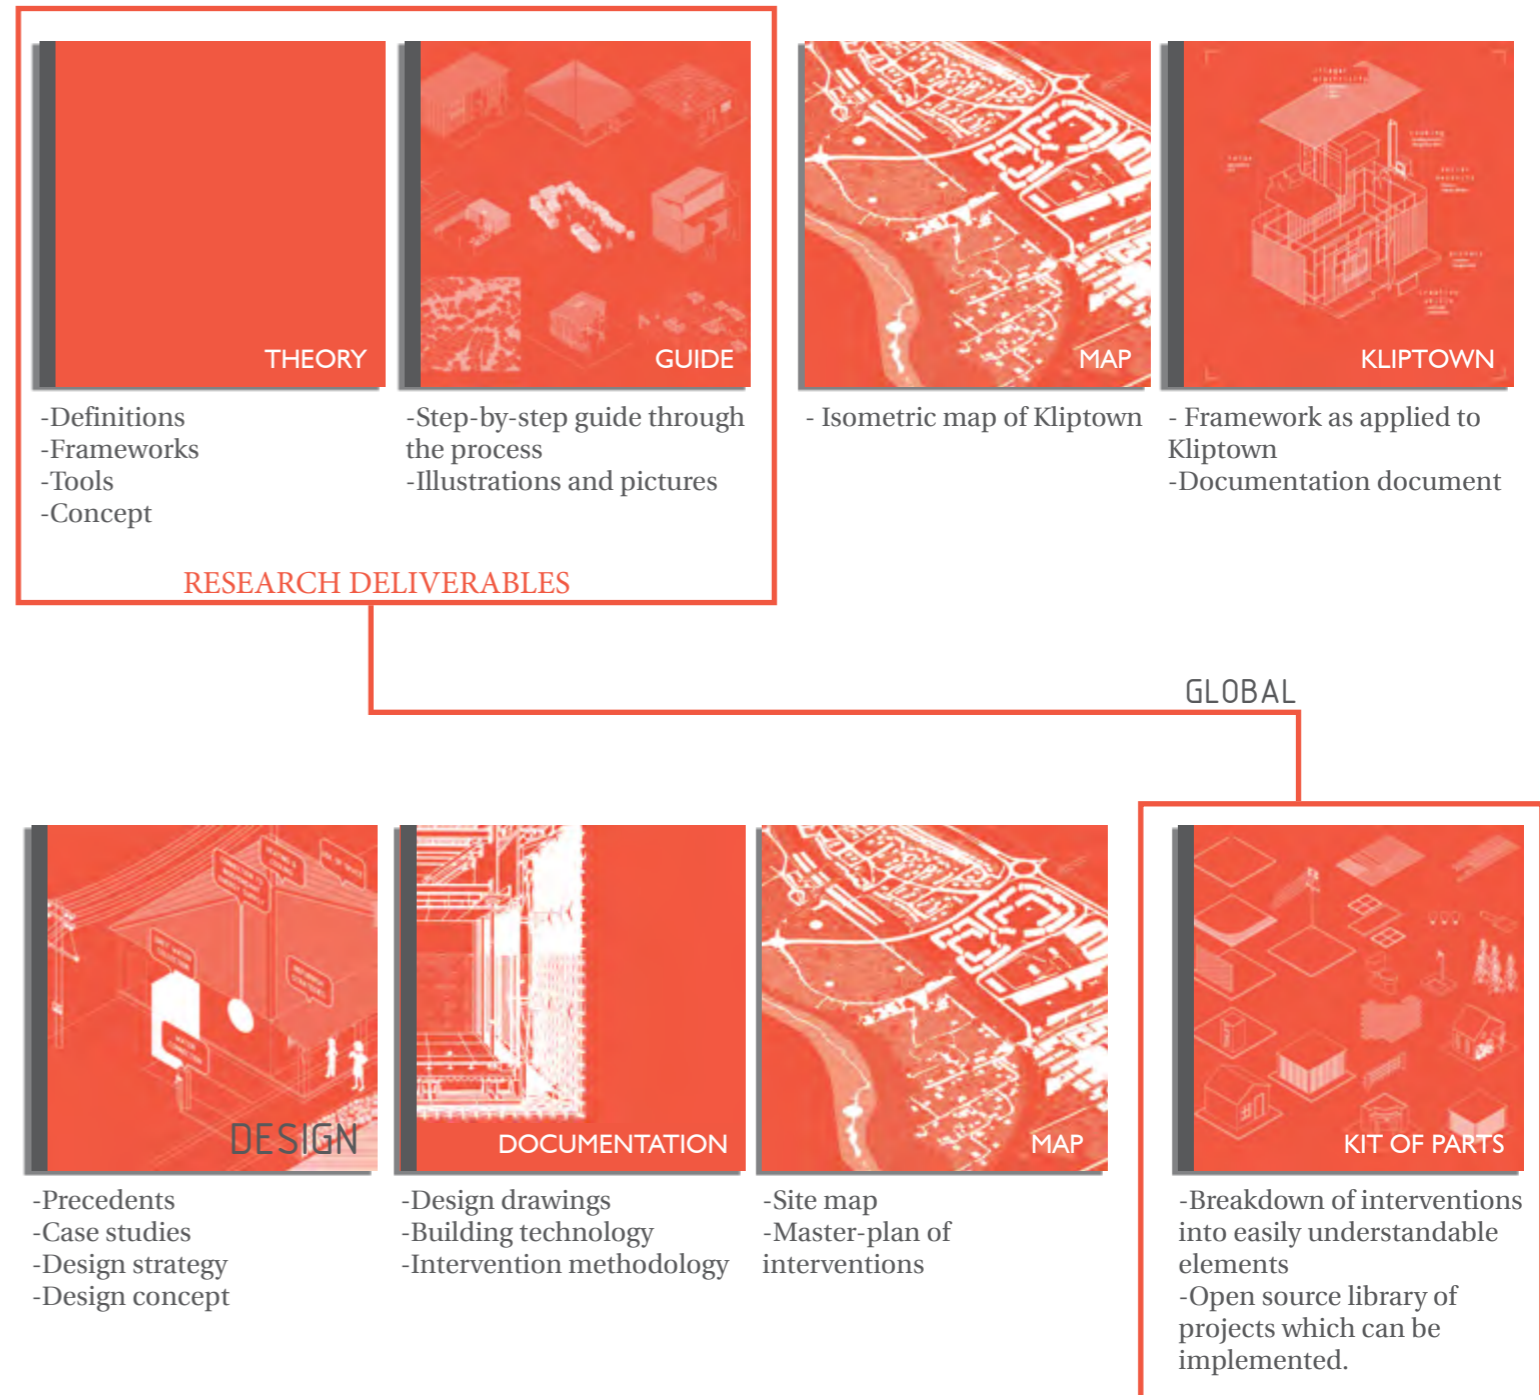 THEORY
-Definitions
-Frameworks
-Tools
-Concept
GUIDE
-Step-by-step guide through
the process
-Illustrations and pictures
RESEARCH DELIVERABLES
MAP
- Isometric map of Kliptown
KLIPTOWN
- Framework as applied to
Kliptown
-Documentation document
GLOBAL
DESIGN
-Precedents
-Case studies
-Design strategy
-Design concept
DOCUMENTATION
-Design drawings
-Building technology
-Intervention methodology
MAP
-Site map
-Master-plan of
interventions
KIT OF PARTS
-Breakdown of interventions
into easily understandable
elements
-Open source library of
projects which can be
implemented.